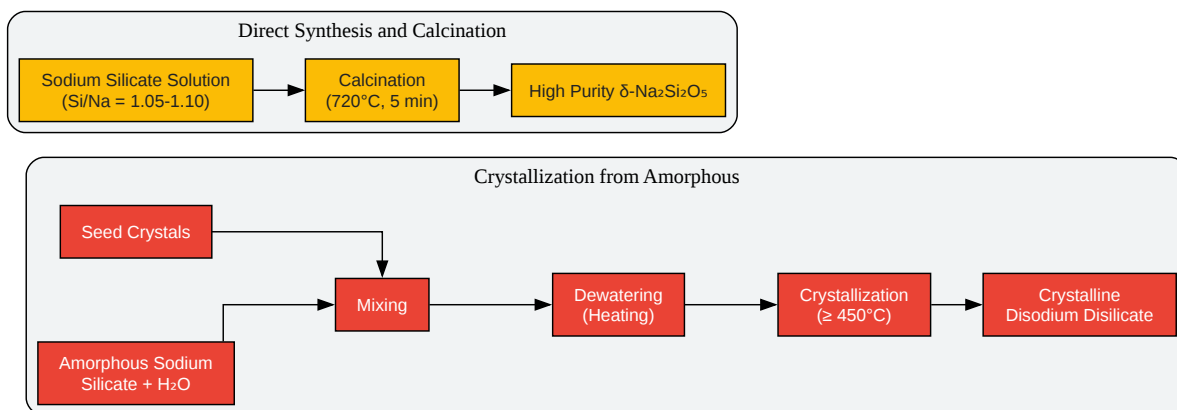 Direct Synthesis and Calcination
Sodium Silicate Solution
(Si/Na = 1.05-1.10)
Calcination
(720°C, 5 min)
High Purity δ-Na₂Si₂O₅
Crystallization from Amorphous
Seed Crystals
Mixing
Dewatering
(Heating)
Crystallization
(≥ 450°C)
Crystalline
Disodium Disilicate
Amorphous Sodium
Silicate + H₂O